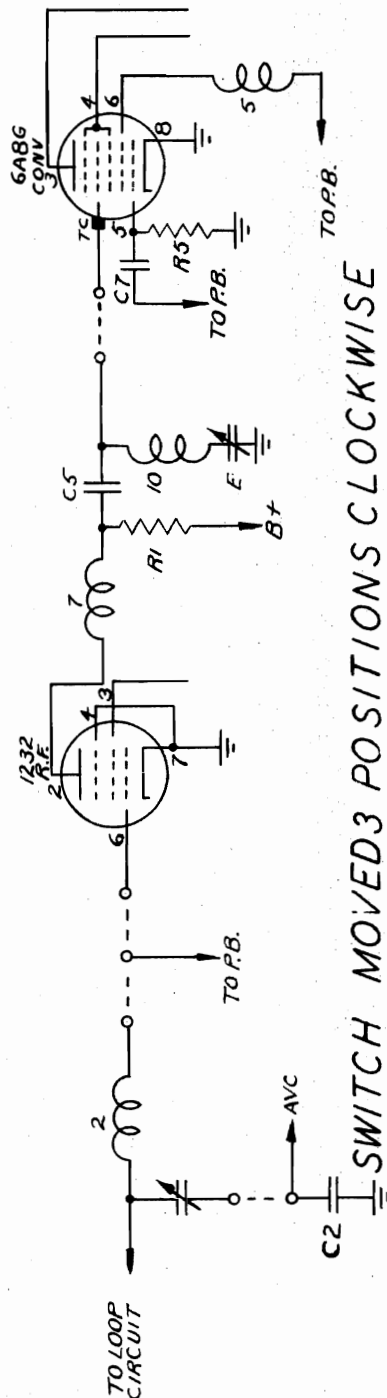 TO LOOP
CIRCUIT
2
AVC
C2
TO P.B.
1232
R.F.
2
4
3
6
7
7
C5
R1
B+
10
E
6A8G
CONV
3
4
6
TC
5
8
C7
R5
TO P.B.
5
TO P.B.
SWITCH MOVED 3 POSITIONS CLOCKWISE